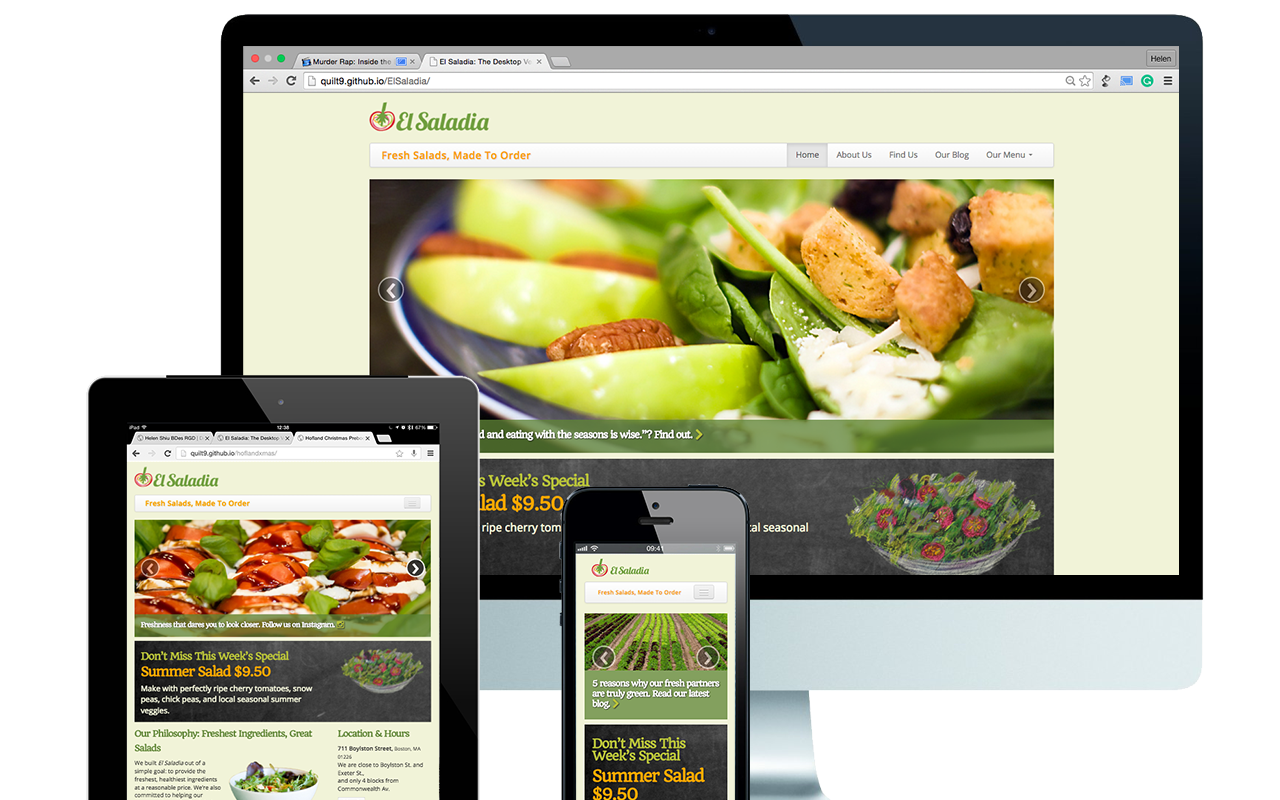 Helen
Murder Rap: Inside the
El Saladia: The Desktop Ve
quilt9.github.io/ElSaladia/
El Saladia
Fresh Salads, Made To Order
Home About Us Find Us Our Blog Our Menu
d and eating with the seasons is wise."? Find out.
s Week's Special
lad $9.50
ripe cherry tom
cal seasonal
iPad
12:38
67%
Helen Shiu BDes RGD | D
El Saladia: The Desktop V
Holland Christmas Prebo
quilt9.github.io/hollandxmas/
El Saladia
Fresh Salads, Made To Order
Freshness that dares you to look closer. Follow us on Instagram.
Don't Miss This Week's Special
Summer Salad $9.50
Make with perfectly ripe cherry tomatoes, snow
peas, chick peas, and local seasonal summer
veggies.
Our Philosophy: Freshest Ingredients, Great
Salads
We built El Saladia out of a
simple goal: to provide the
freshest, healthiest ingredients
at a reasonable price. We're also
committed to helping our
Location & Hours
711 Boylston Street, Boston, MA
01226
We are close to Boylston St. and
Exeter St.,
and only 4 blocks from
Commonwealth Av.
09:41
El Saladia
Fresh Salads, Made To Order
5 reasons why our fresh partners
are truly green. Read our latest
blog.
Don't Miss This
Week's Special
Summer Salad
$9.50